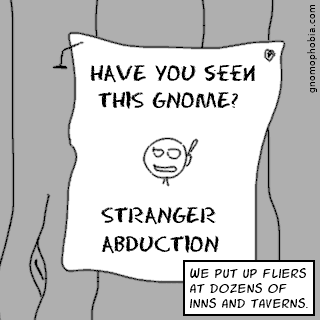 HAVE YOU SEEN
THIS GNOME?
STRANGER
ABDUCTION
WE PUT UP FLIERS
AT DOZENS OF
INNS AND TAVERNS.
gnomophobia.com